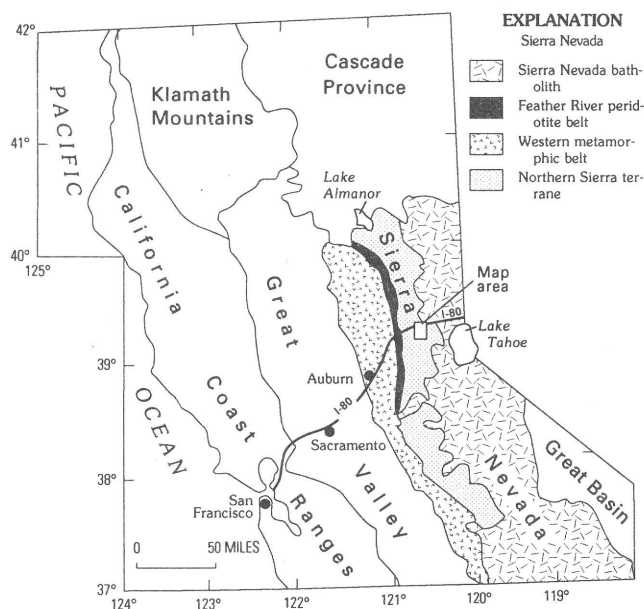 EXPLANATION
Sierra Nevada
Sierra Nevada bath-
olith
Feather River perid-
otite belt
Western metamor-
phic belt
Northern Sierra ter-
rane
42°
41°
40°
125°
39°
38°
37°
124°
123°
122°
121°
120°
119°
PACIFIC
OCEAN
Klamath
Mountains
Cascade
Province
Lake
Almanor
California
Coast
Ranges
Great
Valley
Sierra
Nevada
Map
area
I-80
Lake
Tahoe
Auburn
I-80
Sacramento
San
Francisco
Great Basin
0 50 MILES